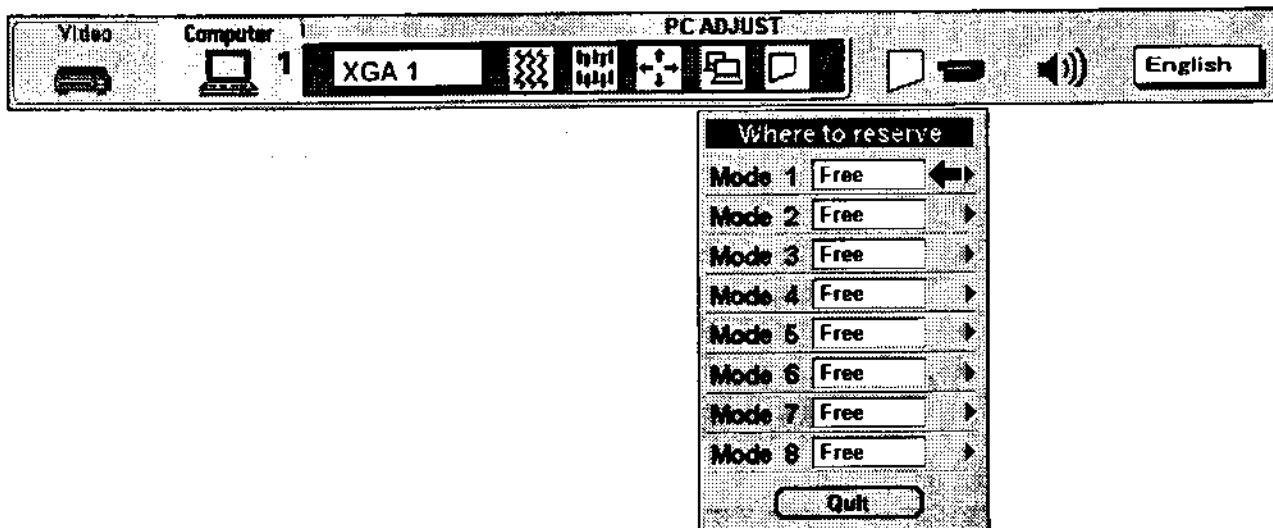 PC ADJUST
Video Computer 1 XGA 1 English
Where to reserve
Mode 1 Free
Mode 2 Free
Mode 3 Free
Mode 4 Free
Mode 5 Free
Mode 6 Free
Mode 7 Free
Mode 8 Free
Quit